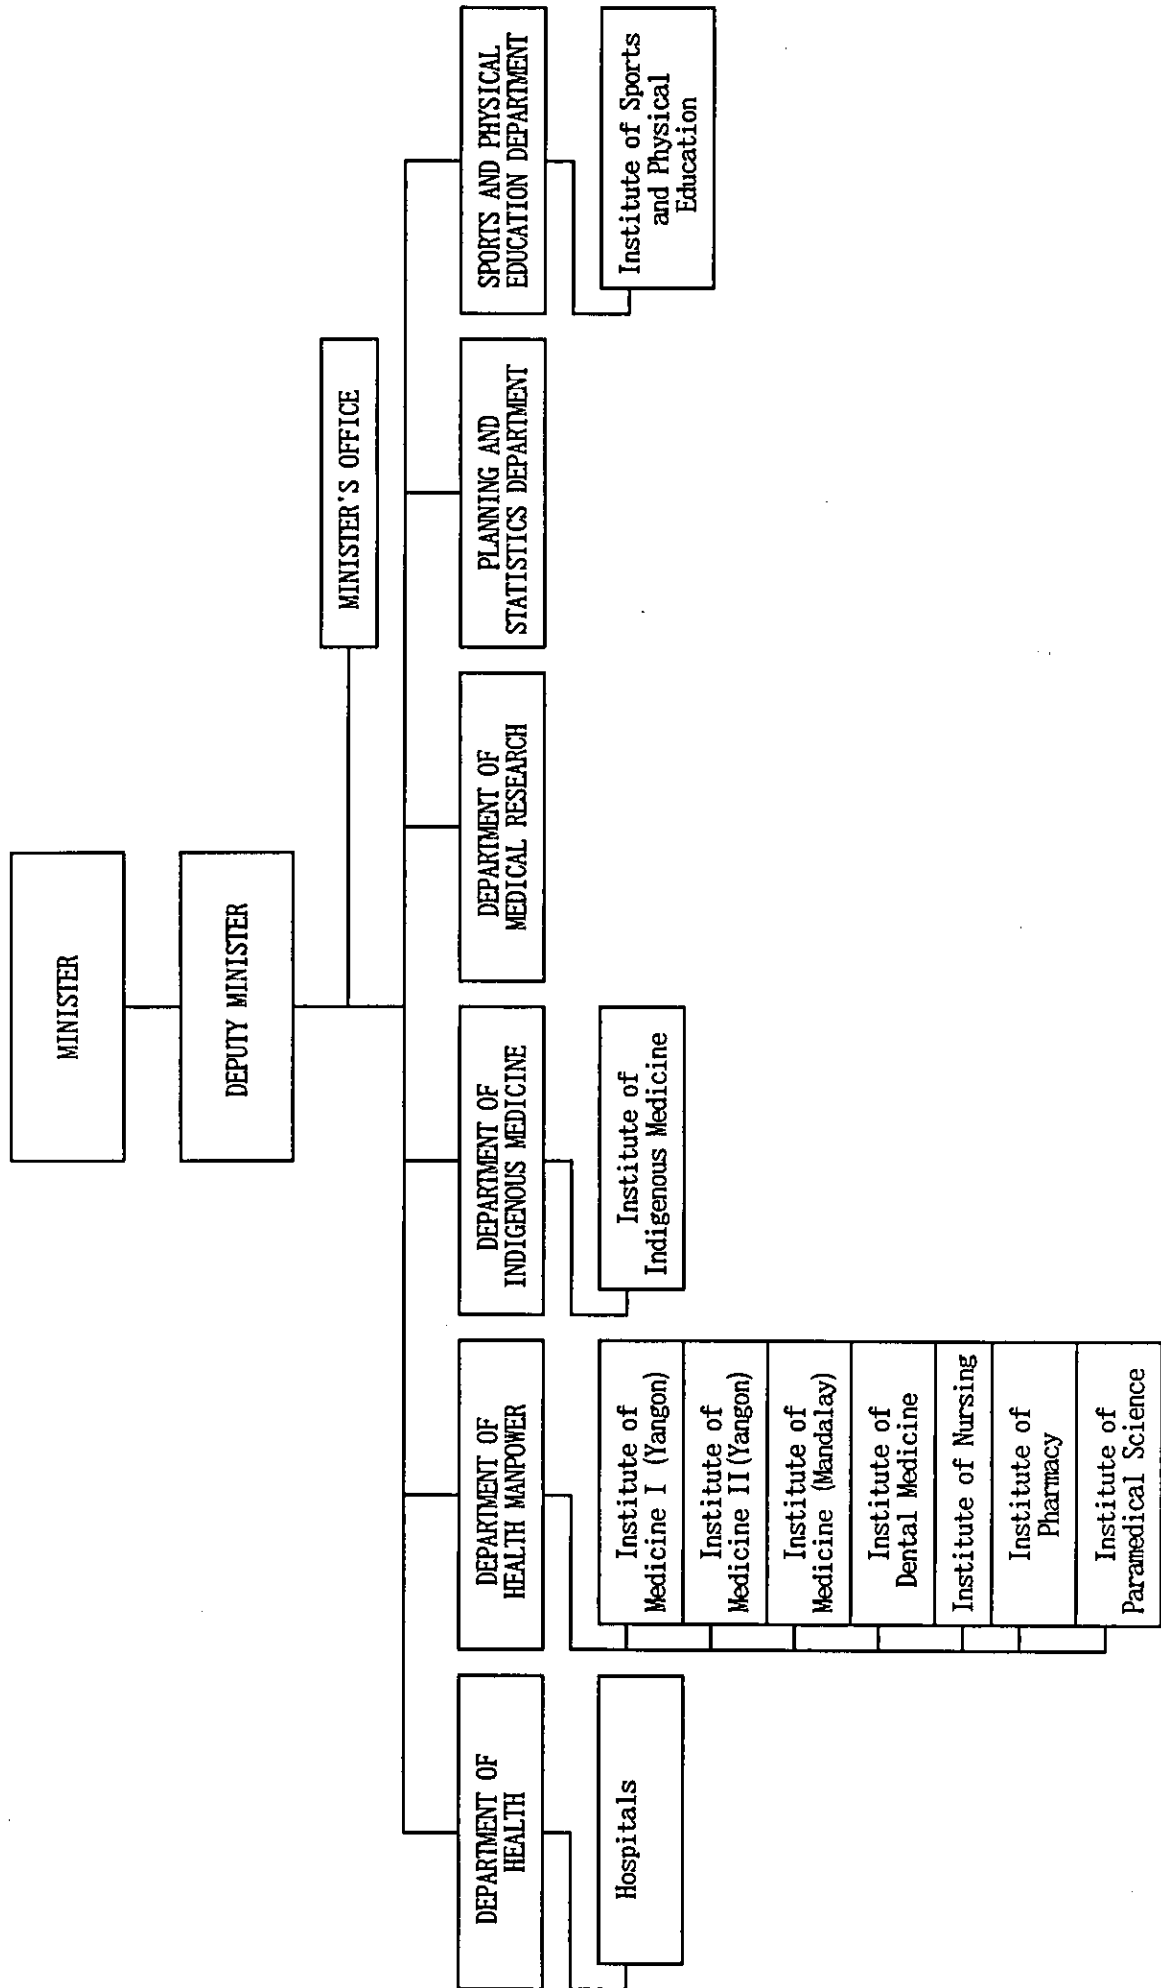 MINISTER
DEPUTY MINISTER
MINISTER'S OFFICE
DEPARTMENT OF
HEALTH
DEPARTMENT OF
HEALTH MANPOWER
DEPARTMENT OF
INDIGENOUS MEDICINE
DEPARTMENT OF
MEDICAL RESEARCH
PLANNING AND
STATISTICS DEPARTMENT
SPORTS AND PHYSICAL
EDUCATION DEPARTMENT
Hospitals
Institute of
Medicine I (Yangon)
Institute of
Medicine II (Yangon)
Institute of
Medicine (Mandalay)
Institute of
Dental Medicine
Institute of Nursing
Institute of
Pharmacy
Institute of
Paramedical Science
Institute of
Indigenous Medicine
Institute of Sports
and Physical
Education